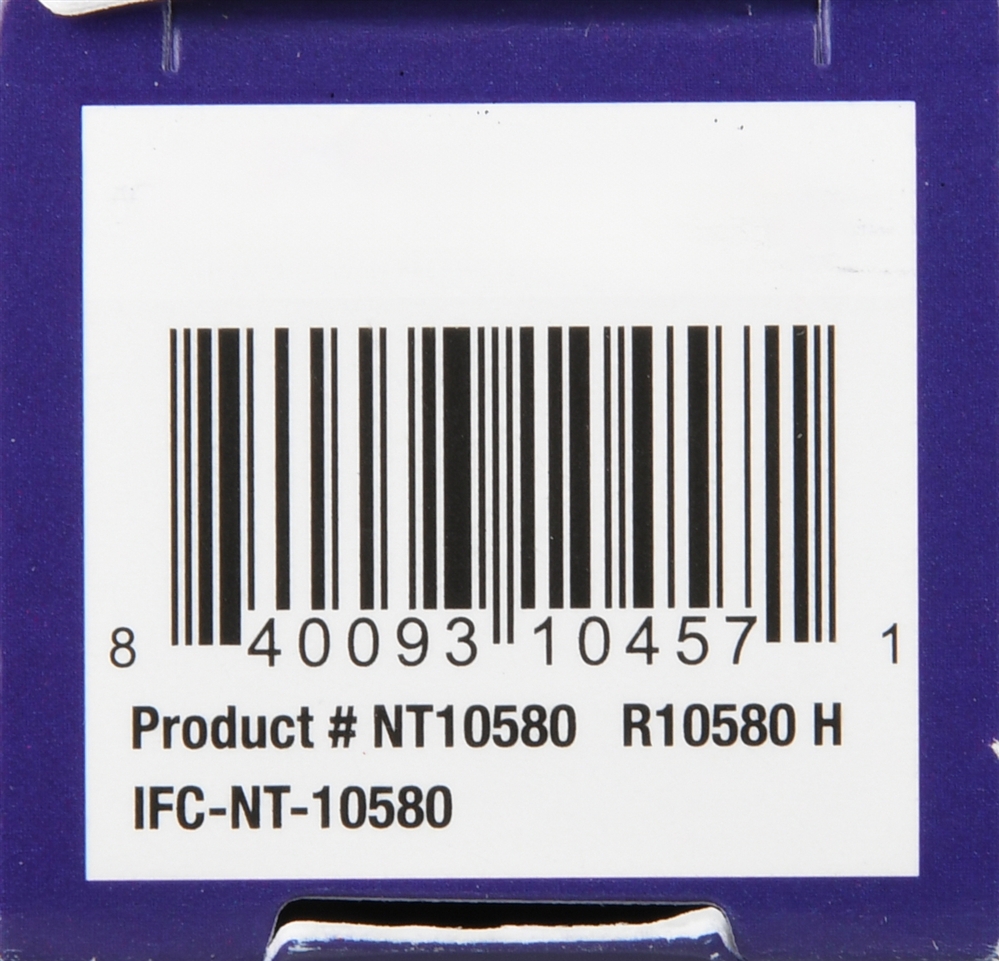 8 40093 10457 1
Product # NT10580 R10580 H
IFC-NT-10580